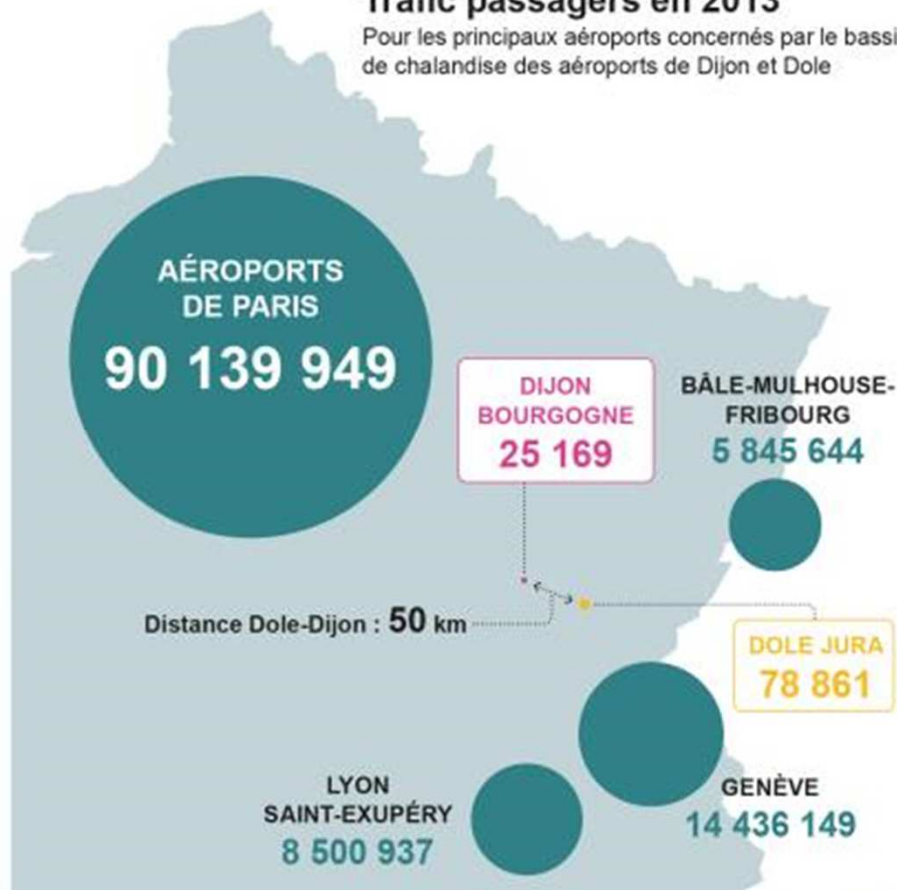 Trafic passagers en 2013
Pour les principaux aéroports concernés par le bassi
de chalandise des aéroports de Dijon et Dole
AÉROPORTS
DE PARIS
90 139 949
DIJON
BOURGOGNE
25 169
BÂLE-MULHOUSE-
FRIBOURG
5 845 644
Distance Dole-Dijon : 50 km
DOLE JURA
78 861
LYON
SAINT-EXUPÉRY
8 500 937
GENÈVE
14 436 149